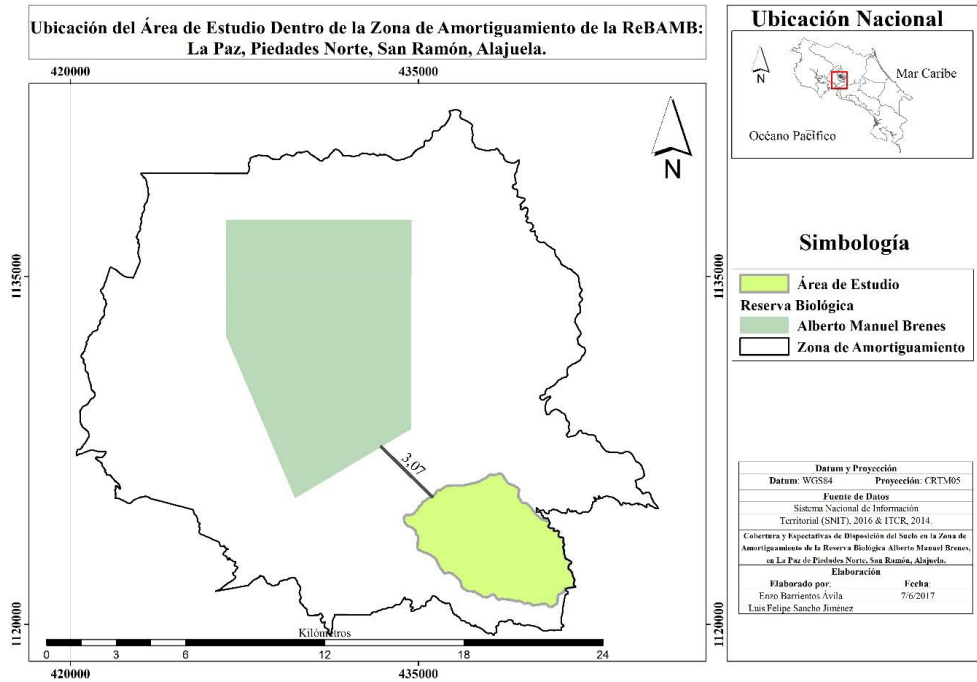 Ubicación del Área de Estudio Dentro de la Zona de Amortiguamiento de la ReBAMB:
La Paz, Piedades Norte, San Ramón, Alajuela.
420000
435000
N
1135000
1135000
3,07
1120000
1120000
Kilómetros
0
3
6
12
18
24
420000
435000
Ubicación Nacional
N
Mar Caribe
Océano Pacífico
Simbología
Área de Estudio
Reserva Biológica
Alberto Manuel Brenes
Zona de Amortiguamiento
Datum y Proyección
Datum: WGS84 Proyección: CRTM05
Fuente de Datos
Sistema Nacional de Información
Territorial (SNIT), 2016 & ITCR, 2014.
Cobertura y Espectativas de Disposición del Suelo en la Zona de
Amortiguamiento de la Reserva Biológica Alberto Manuel Brenes,
en La Paz de Piedades Norte, San Ramón, Alajuela.
Elaboración
Elaborado por: Fecha:
Enzo Barrientos Ávila 7/6/2017
Luis Felipe Sancho Jiménez